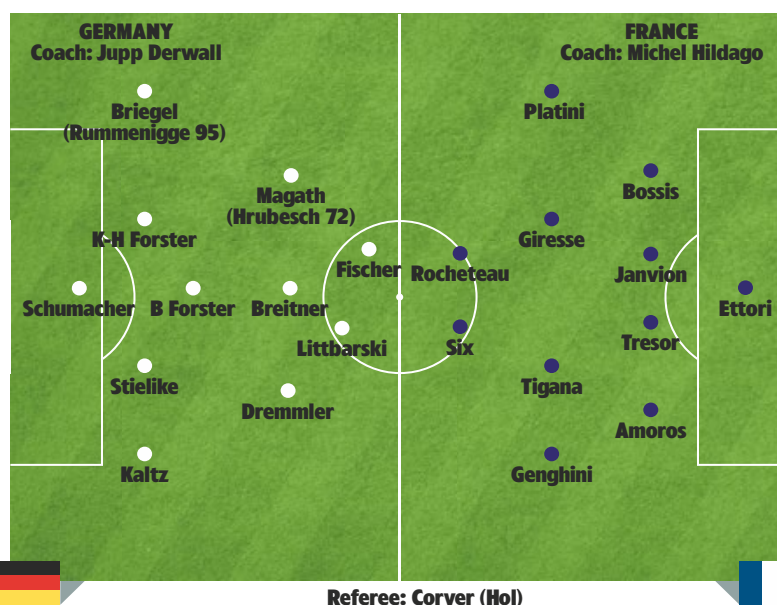 GERMANY
Coach: Jupp Derwall
FRANCE
Coach: Michel Hildago
Briegel
(Rummenigge 95)
Magath
(Hrubesch 72)
K-H Forster
Fischer
Schumacher
B Forster
Breitner
Littbarski
Stielike
Dremmler
Kaltz
Platini
Bossis
Giresse
Rocheteau
Janvion
Ettori
Six
Tresor
Tigana
Amoros
Genghini
Referee: Corver (Hol)